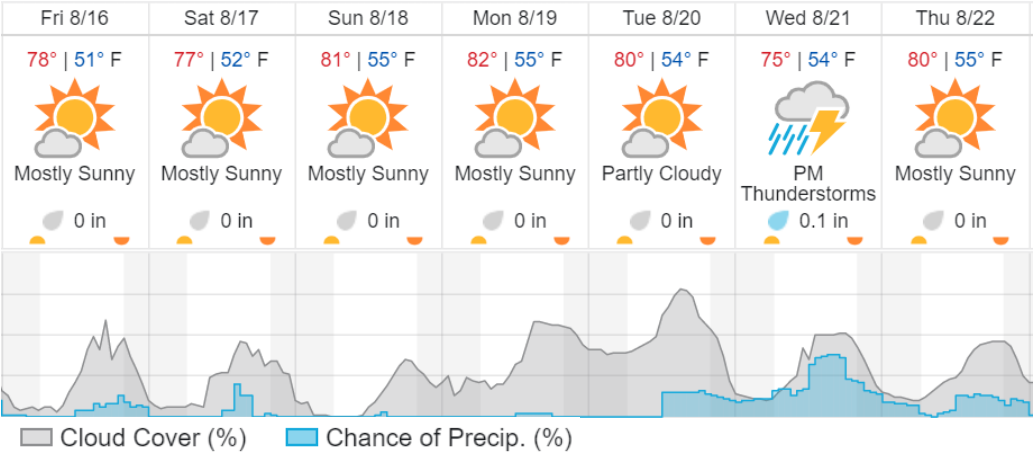 Fri 8/16 Sat 8/17 Sun 8/18 Mon 8/19 Tue 8/20 Wed 8/21 Thu 8/22
78° | 51° F 77° | 52° F 81° | 55° F 82° | 55° F 80° | 54° F 75° | 54° F 80° | 55° F
Mostly Sunny Mostly Sunny Mostly Sunny Mostly Sunny Partly Cloudy PM Mostly Sunny
Thunderstorms
0 in 0 in 0 in 0 in 0 in 0.1 in 0 in
Cloud Cover (%) Chance of Precip. (%)